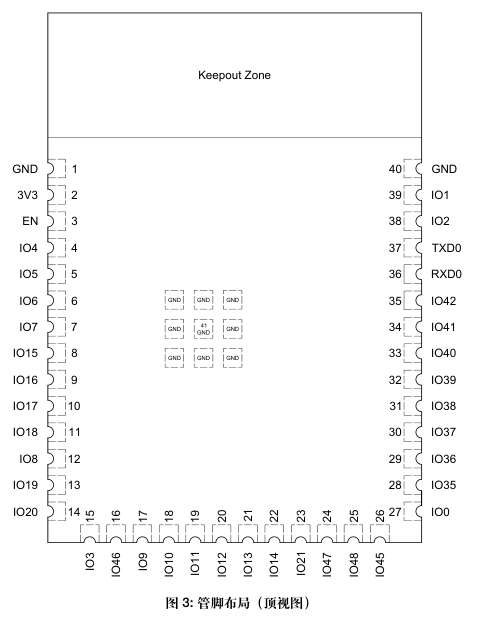 Keepout Zone
GND 1 40 GND
3V3 2 39 IO1
EN 3 38 IO2
IO4 4 37 TXD0
IO5 5 36 RXD0
IO6 6 GND GND GND 35 IO42
IO7 7 GND 41 GND GND 34 IO41
IO15 8 GND GND GND 33 IO40
IO16 9 32 IO39
IO17 10 31 IO38
IO18 11 30 IO37
IO8 12 29 IO36
IO19 13 28 IO35
IO20 14 27 IO0
15 16 17 18 19 20 21 22 23 24 25 26
IO3 IO46 IO9 IO10 IO11 IO12 IO13 IO14 IO21 IO47 IO48 IO45
图 3: 管脚布局（顶视图）